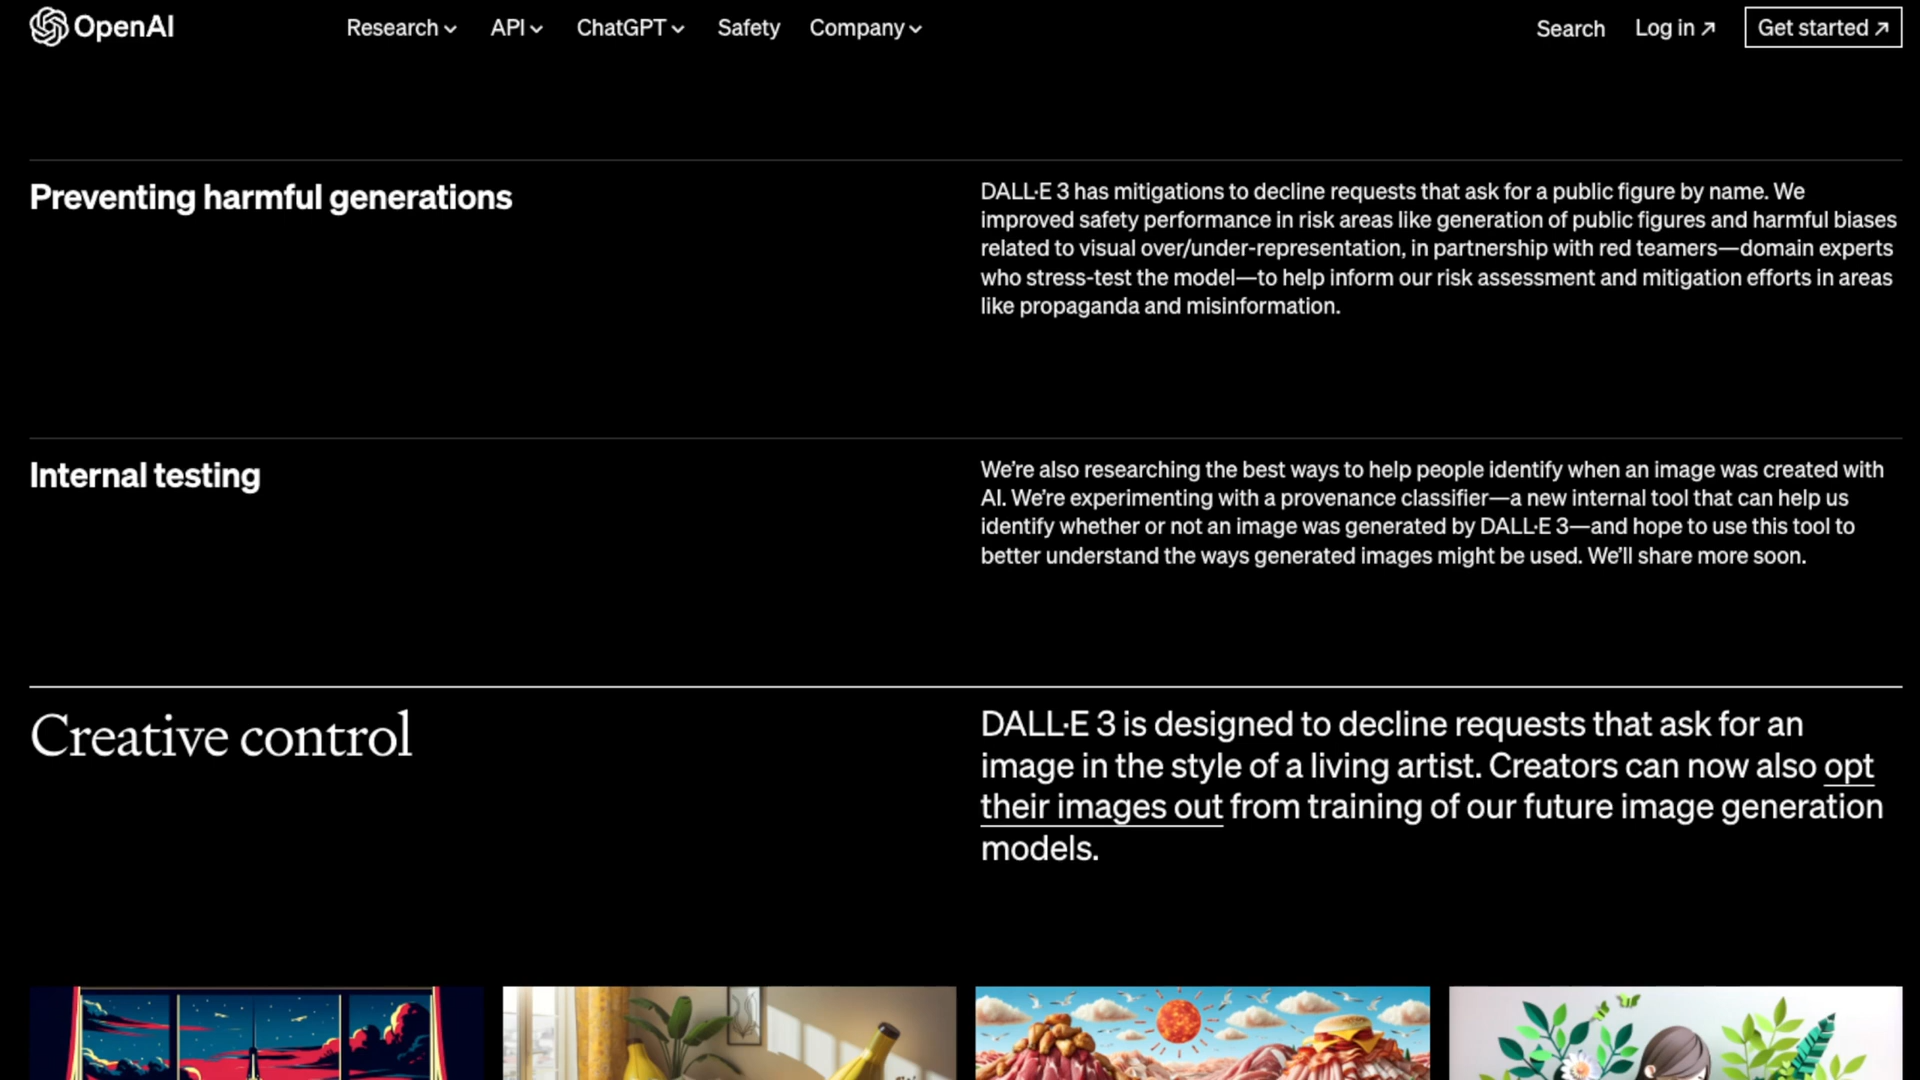 OpenAI
Research
API
ChatGPT
Safety
Company
Search
Log in ↗
Get started ↗
Preventing harmful generations
DALL·E 3 has mitigations to decline requests that ask for a public figure by name. We
improved safety performance in risk areas like generation of public figures and harmful biases
related to visual over/under-representation, in partnership with red teamers—domain experts
who stress-test the model—to help inform our risk assessment and mitigation efforts in areas
like propaganda and misinformation.
Internal testing
We’re also researching the best ways to help people identify when an image was created with
AI. We’re experimenting with a provenance classifier—a new internal tool that can help us
identify whether or not an image was generated by DALL·E 3—and hope to use this tool to
better understand the ways generated images might be used. We’ll share more soon.
Creative control
DALL·E 3 is designed to decline requests that ask for an
image in the style of a living artist. Creators can now also opt
their images out from training of our future image generation
models.